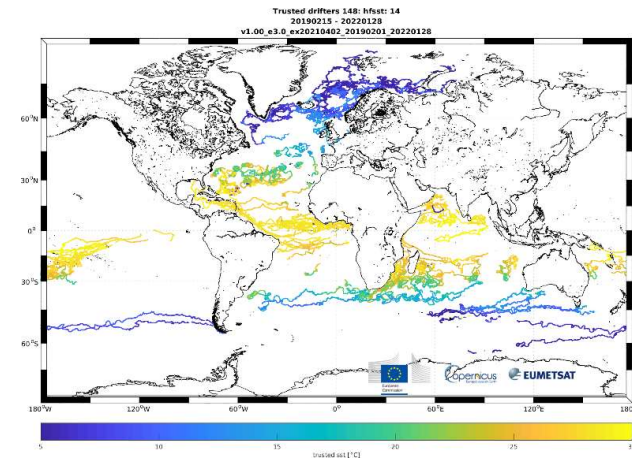 Trusted drifters 148: hfsst: 14
20190215 - 20220128
v1.00_e3.0_ex20210402_20190201_20220128
60°N
30°N
0°
30°S
60°S
European
Commission
opernicus
EUMETSAT
180°W 120°W 60°W 0° 60°E 120°E 180°
5 10 15 20 25 3
trusted sst [°C]